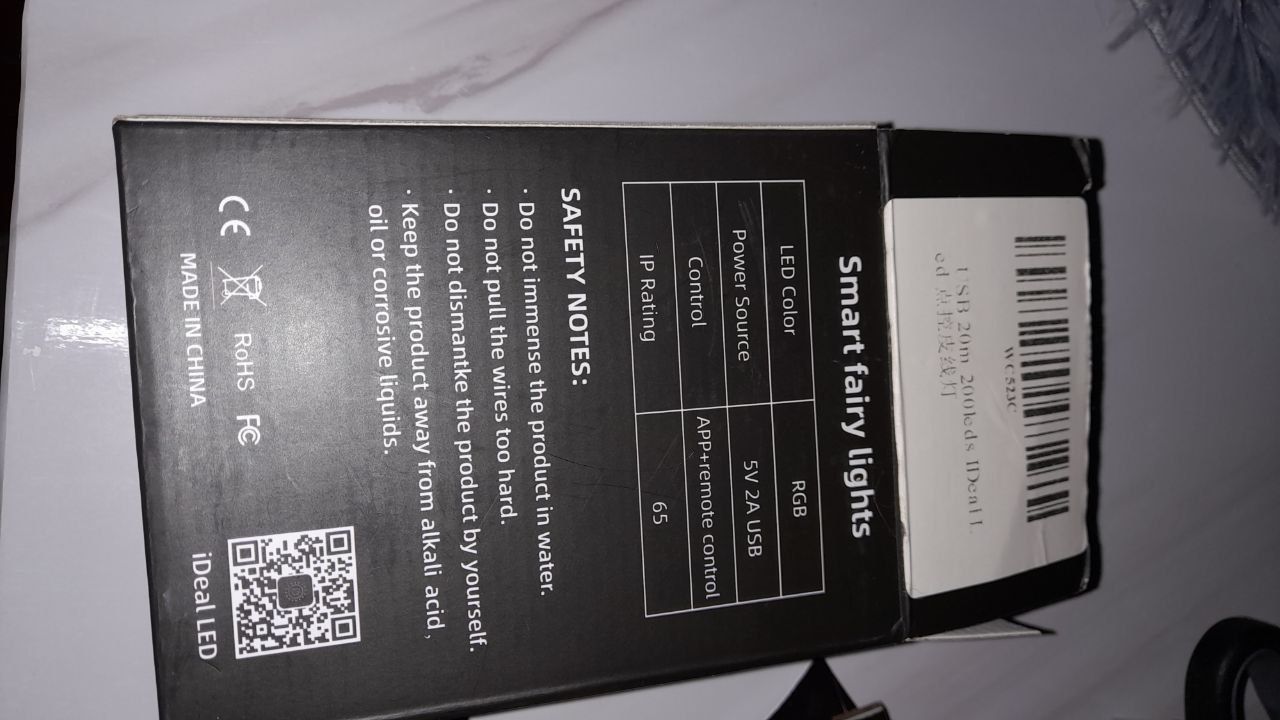 WC523C
USB 20m 200leds IDeal L
ed 点控皮线灯
Smart fairy lights
LED Color RGB
Power Source 5V 2A USB
Control APP+remote control
IP Rating 65
SAFETY NOTES:
· Do not immense the product in water.
· Do not pull the wires too hard.
· Do not dismantke the product by yourself.
· Keep the product away from alkali acid ,
oil or corrosive liquids.
CE RoHS FC
MADE IN CHINA
iDeal LED